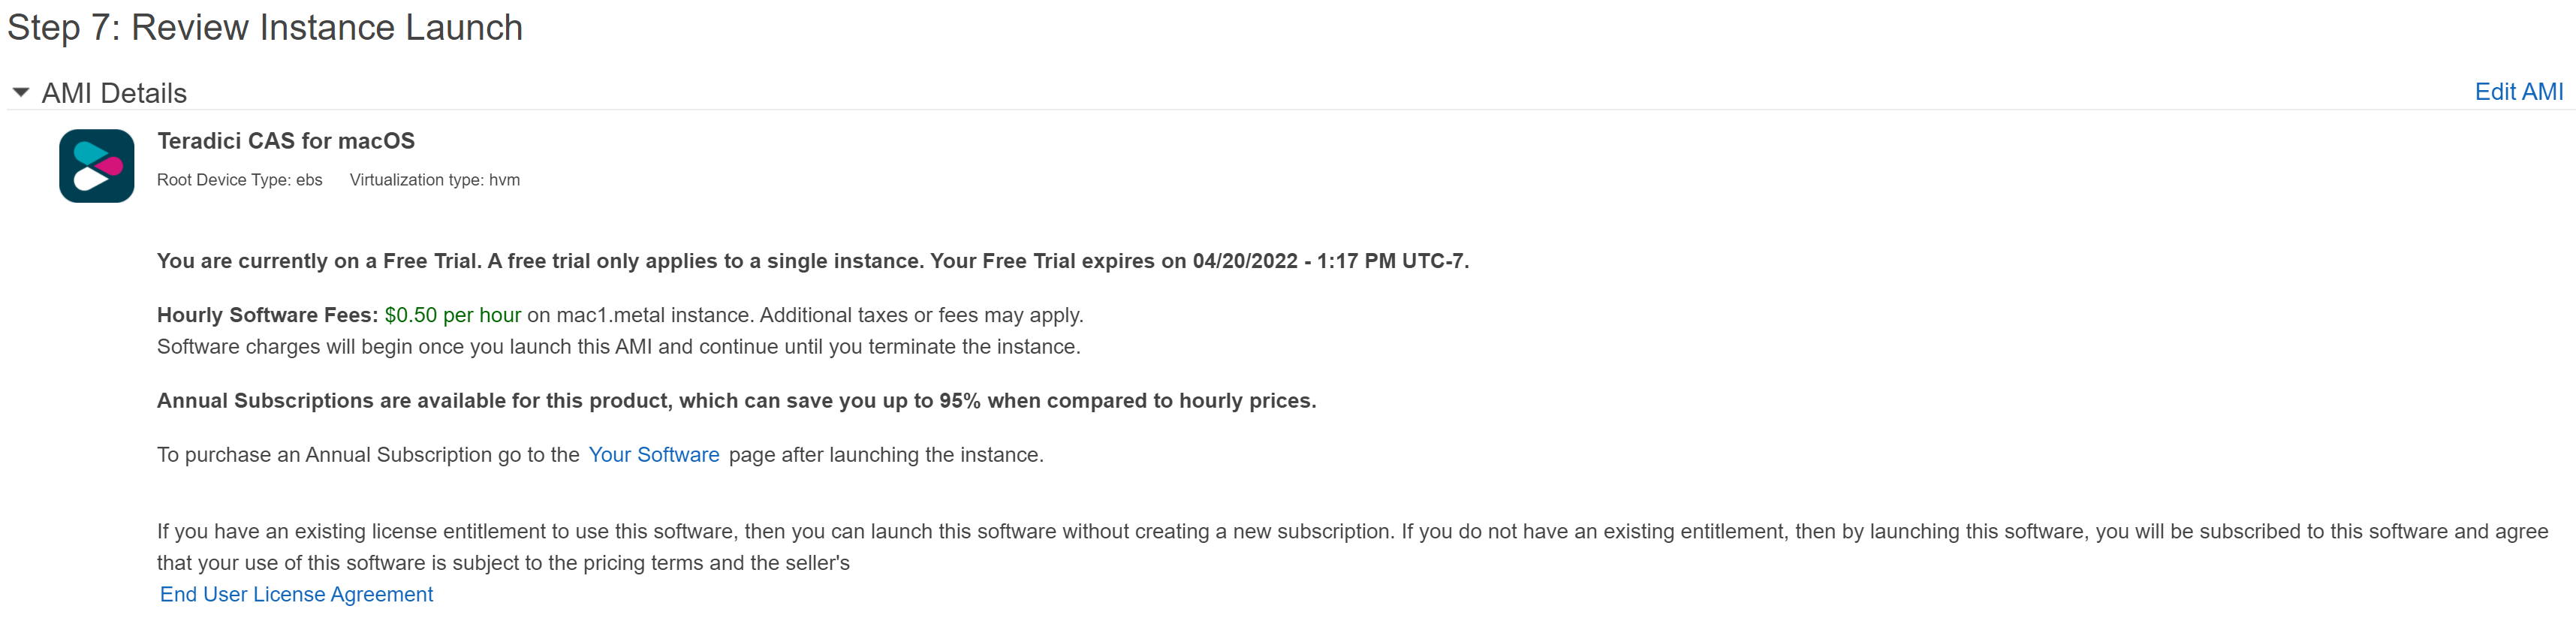 Step 7: Review Instance Launch
AMI Details
Edit AMI
Teradici CAS for macOS
Root Device Type: ebs Virtualization type: hvm
You are currently on a Free Trial. A free trial only applies to a single instance. Your Free Trial expires on 04/20/2022 - 1:17 PM UTC-7.
Hourly Software Fees: $0.50 per hour on mac1.metal instance. Additional taxes or fees may apply.
Software charges will begin once you launch this AMI and continue until you terminate the instance.
Annual Subscriptions are available for this product, which can save you up to 95% when compared to hourly prices.
To purchase an Annual Subscription go to the Your Software page after launching the instance.
If you have an existing license entitlement to use this software, then you can launch this software without creating a new subscription. If you do not have an existing entitlement, then by launching this software, you will be subscribed to this software and agree
that your use of this software is subject to the pricing terms and the seller's
End User License Agreement